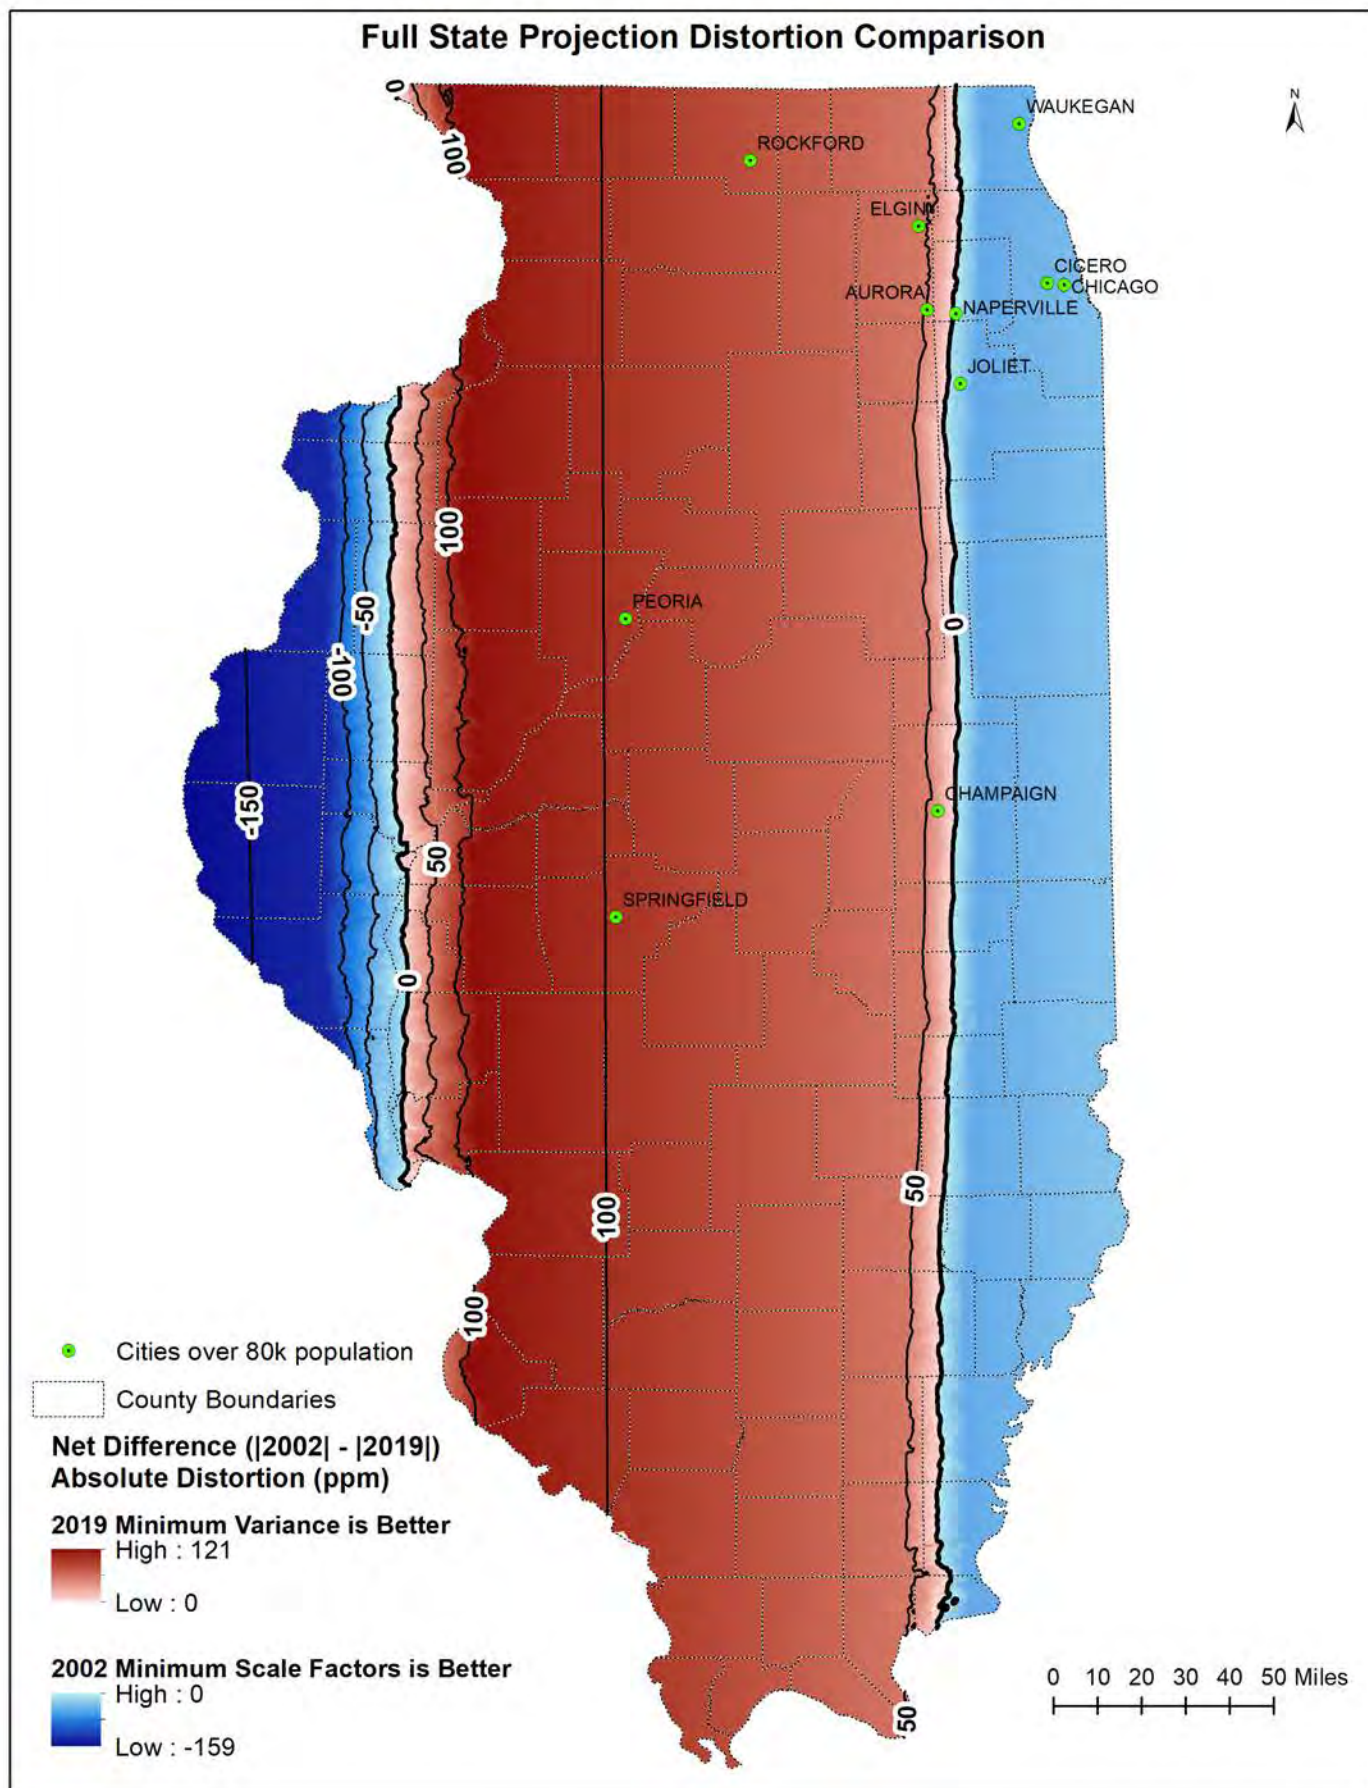 Full State Projection Distortion Comparison
0
100
N
WAUKEGAN
ROCKFORD
ELGIN
CICERO
CHICAGO
AURORA
NAPERVILLE
JOLIET
100
-50
PEORIA
0
-100
-150
CHAMPAIGN
50
SPRINGFIELD
0
50
100
100
50
Cities over 80k population
County Boundaries
Net Difference (|2002| - |2019|)
Absolute Distortion (ppm)
2019 Minimum Variance is Better
High : 121
Low : 0
2002 Minimum Scale Factors is Better
High : 0
Low : -159
0 10 20 30 40 50 Miles